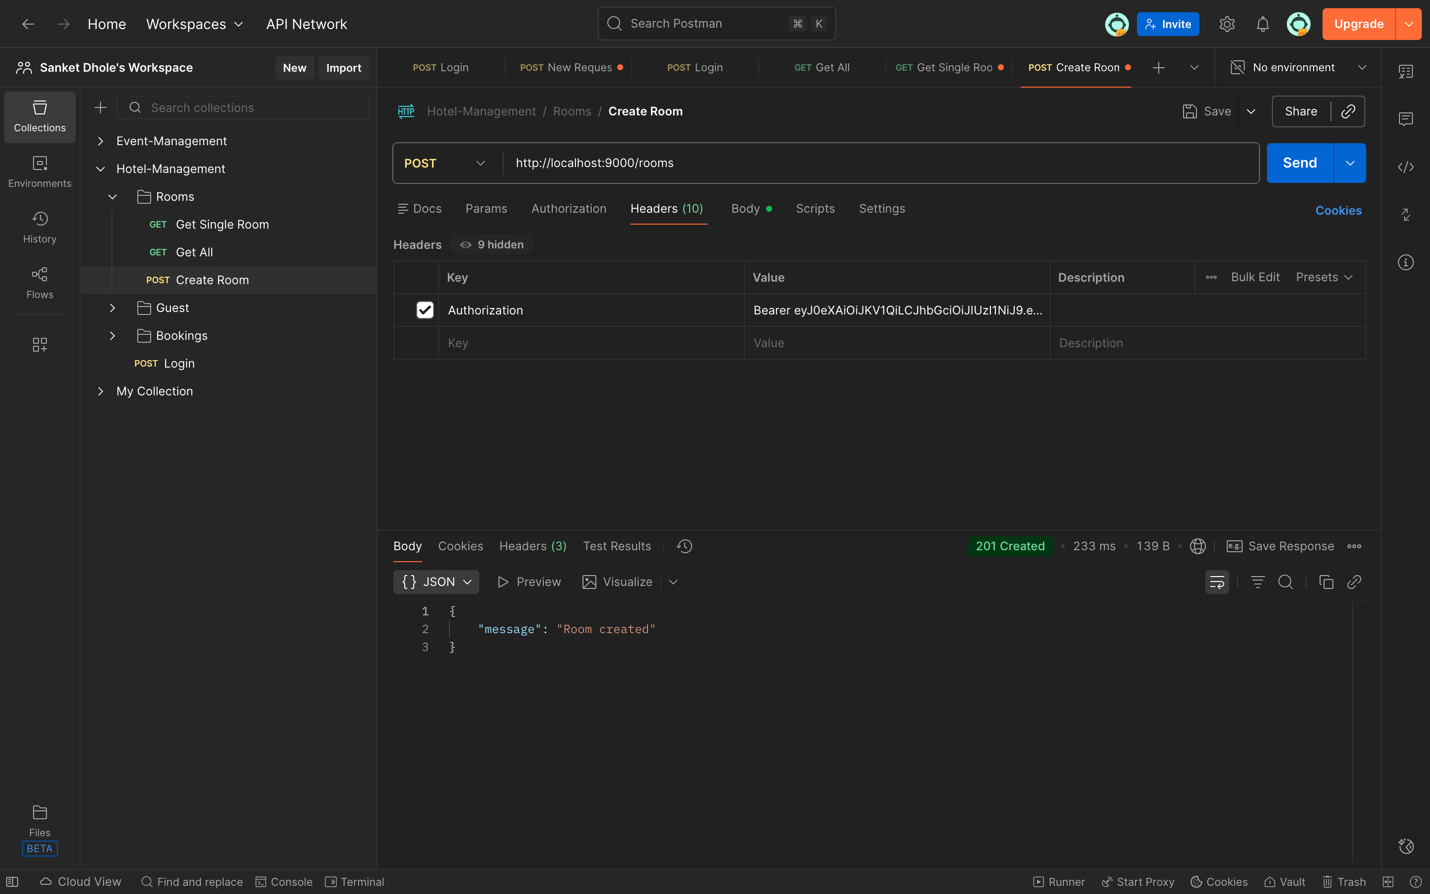 Home
Workspaces
API Network
Search Postman
⌘ K
Invite
Upgrade
Sanket Dhole's Workspace
New
Import
POST Login
POST New Reques
POST Login
GET Get All
GET Get Single Roo
POST Create Room
No environment
Collections
Environments
History
Flows
Files
BETA
Search collections
Event-Management
Hotel-Management
Rooms
GET Get Single Room
GET Get All
POST Create Room
Guest
Bookings
POST Login
My Collection
HTTP Hotel-Management / Rooms / Create Room
Save
Share
POST
http://localhost:9000/rooms
Send
Docs
Params
Authorization
Headers (10)
Body
Scripts
Settings
Cookies
Headers
9 hidden
Key Value Description
Bulk Edit
Presets
Authorization Bearer eyJ0eXAiOiJKV1QiLCJhbGciOiJIUzI1NiJ9.e...
Key Value Description
Body
Cookies
Headers (3)
Test Results
201 Created
233 ms
139 B
e.g. Save Response
{} JSON
Preview
Visualize
1 {
2 "message": "Room created"
3 }
Cloud View
Find and replace
Console
Terminal
Runner
Start Proxy
Cookies
Vault
Trash